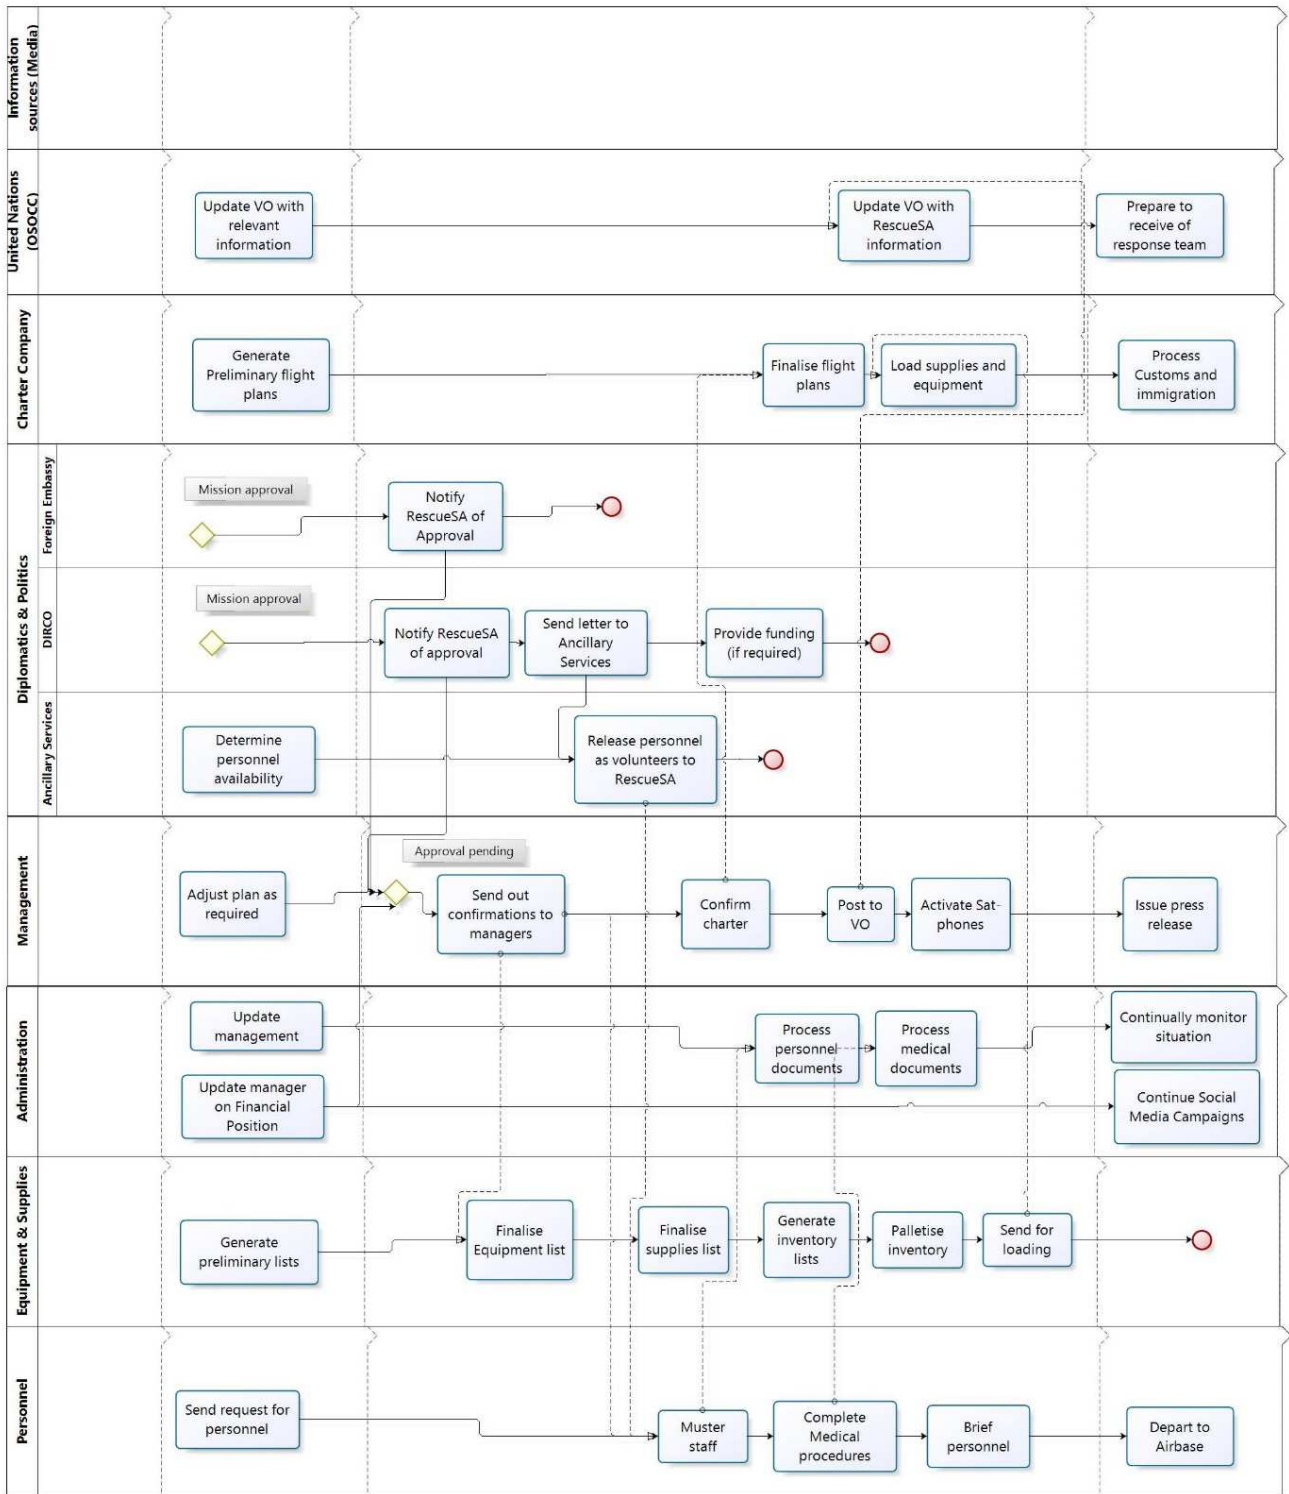 Information
sources (Media)
United Nations
(OSOCC)
Update VO with
relevant
information
Update VO with
RescueSA
information
Prepare to
receive of
response team
Charter Company
Generate
Preliminary flight
plans
Finalise flight
plans
Load supplies and
equipment
Process
Customs and
immigration
Diplomatics & Politics
Foreign Embassy
Mission approval
Notify
RescueSA of
Approval
DIRCO
Mission approval
Notify RescueSA
of approval
Send letter to
Ancillary
Services
Provide funding
(if required)
Ancillary Services
Determine
personnel
availability
Release personnel
as volunteers to
RescueSA
Management
Approval pending
Adjust plan as
required
Send out
confirmations to
managers
Confirm
charter
Post to
VO
Activate Sat-
phones
Issue press
release
Administration
Update
management
Process
personnel
documents
Process
medical
documents
Continually monitor
situation
Update manager
on Financial
Position
Continue Social
Media Campaigns
Equipment & Supplies
Generate
preliminary lists
Finalise
Equipment list
Finalise
supplies list
Generate
inventory
lists
Palletise
inventory
Send for
loading
Personnel
Send request for
personnel
Muster
staff
Complete
Medical
procedures
Brief
personnel
Depart to
Airbase